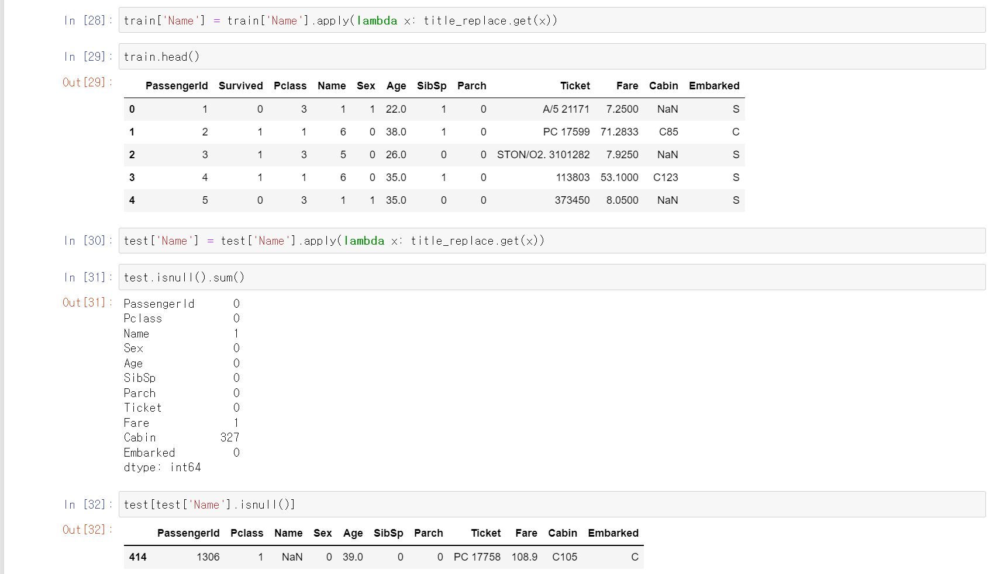 In [28]: train['Name'] = train['Name'].apply(lambda x: title_replace.get(x))
In [29]: train.head()
Out[29]:
PassengerId Survived Pclass Name Sex Age SibSp Parch Ticket Fare Cabin Embarked
0 1 0 3 1 1 22.0 1 0 A/5 21171 7.2500 NaN S
1 2 1 1 6 0 38.0 1 0 PC 17599 71.2833 C85 C
2 3 1 3 5 0 26.0 0 0 STON/O2. 3101282 7.9250 NaN S
3 4 1 1 6 0 35.0 1 0 113803 53.1000 C123 S
4 5 0 3 1 1 35.0 0 0 373450 8.0500 NaN S
In [30]: test['Name'] = test['Name'].apply(lambda x: title_replace.get(x))
In [31]: test.isnull().sum()
Out[31]: PassengerId 0
Pclass 0
Name 1
Sex 0
Age 0
SibSp 0
Parch 0
Ticket 0
Fare 1
Cabin 327
Embarked 0
dtype: int64
In [32]: test[test['Name'].isnull()]
Out[32]:
PassengerId Pclass Name Sex Age SibSp Parch Ticket Fare Cabin Embarked
414 1306 1 NaN 0 39.0 0 0 PC 17758 108.9 C105 C